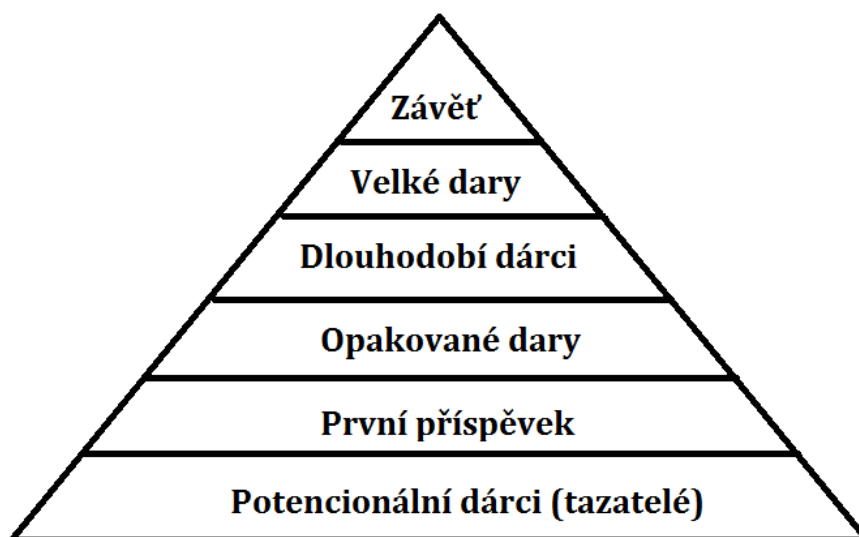 Závěť
Velké dary
Dlouhodobí dárci
Opakované dary
První příspěvek
Potencionální dárci (tazatelé)